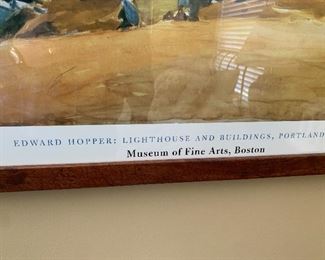 EDWARD HOPPER: LIGHTHOUSE AND BUILDINGS, PORTLAND
Museum of Fine Arts, Boston